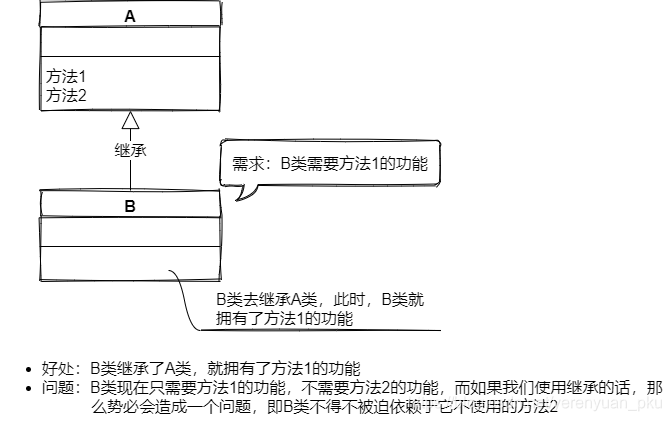 A
方法1
方法2
继承
需求：B类需要方法1的功能
B
B类去继承A类，此时，B类就
拥有了方法1的功能
好处：B类继承了A类，就拥有了方法1的功能
问题：B类现在只需要方法1的功能，不需要方法2的功能，而如果我们使用继承的话，那
么势必会造成一个问题，即B类不得不被迫依赖于它不使用的方法2